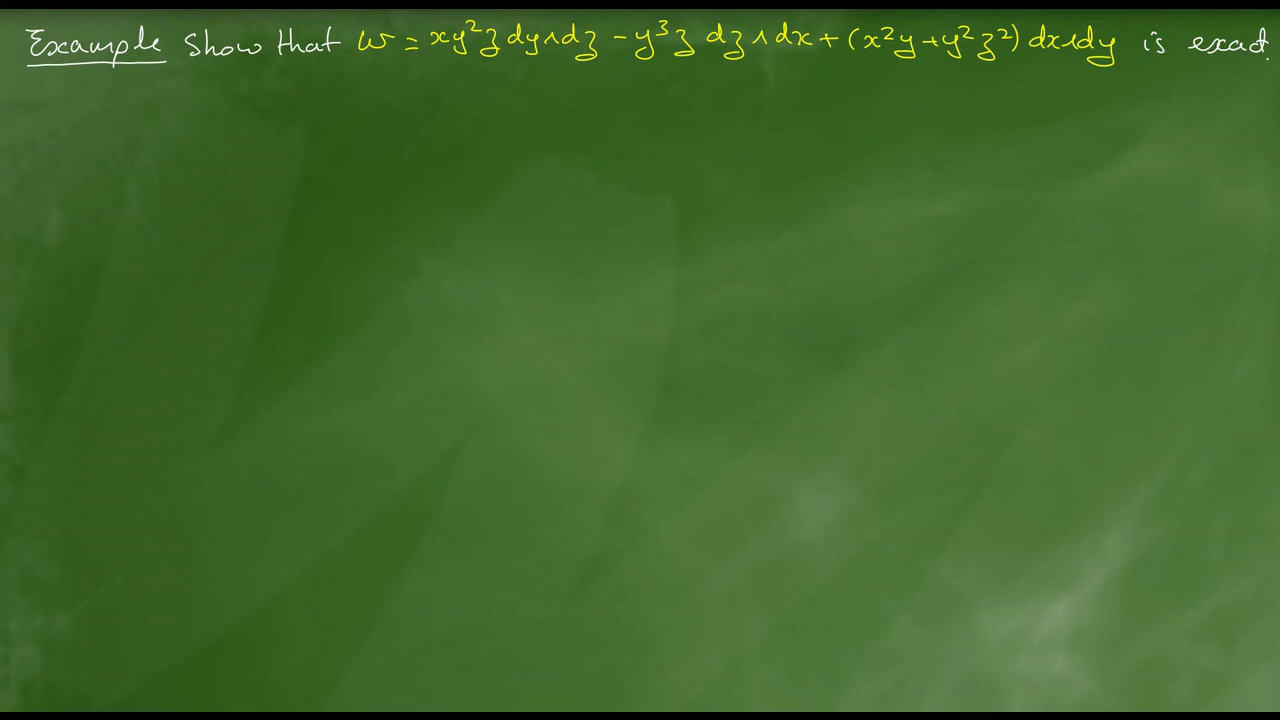 Example Show that ω = xy²z dy∧dz - y³z dz∧dx + (x²y + y²z²) dx∧dy is exact.